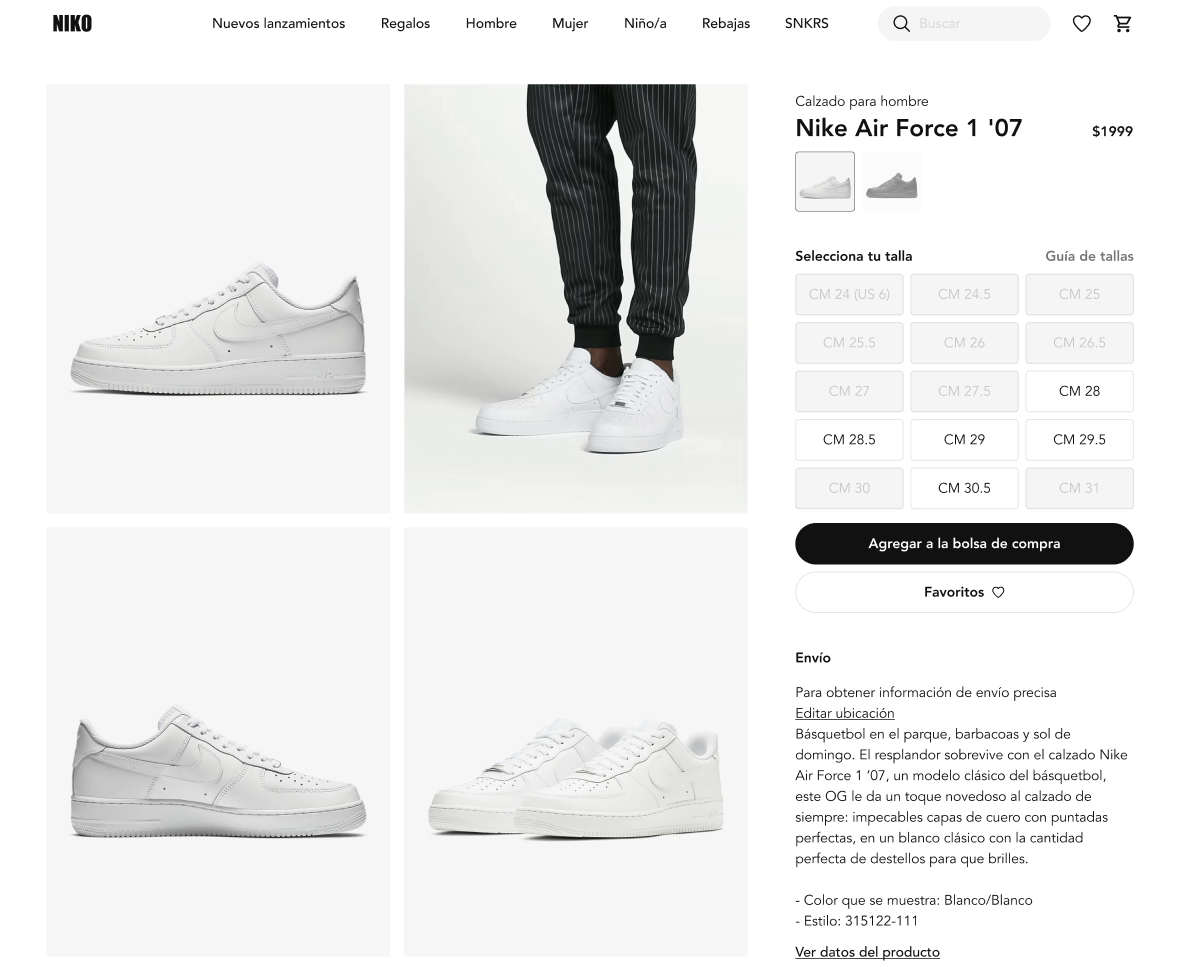 NIKO
Nuevos lanzamientos
Regalos
Hombre
Mujer
Niño/a
Rebajas
SNKRS
Buscar
Calzado para hombre
Nike Air Force 1 '07
$1999
Selecciona tu talla
Guía de tallas
CM 24 (US 6)
CM 24.5
CM 25
CM 25.5
CM 26
CM 26.5
CM 27
CM 27.5
CM 28
CM 28.5
CM 29
CM 29.5
CM 30
CM 30.5
CM 31
Agregar a la bolsa de compra
Favoritos
Envío
Para obtener información de envío precisa
Editar ubicación
Básquetbol en el parque, barbacoas y sol de
domingo. El resplandor sobrevive con el calzado Nike
Air Force 1 ’07, un modelo clásico del básquetbol,
este OG le da un toque novedoso al calzado de
siempre: impecables capas de cuero con puntadas
perfectas, en un blanco clásico con la cantidad
perfecta de destellos para que brilles.
- Color que se muestra: Blanco/Blanco
- Estilo: 315122-111
Ver datos del producto